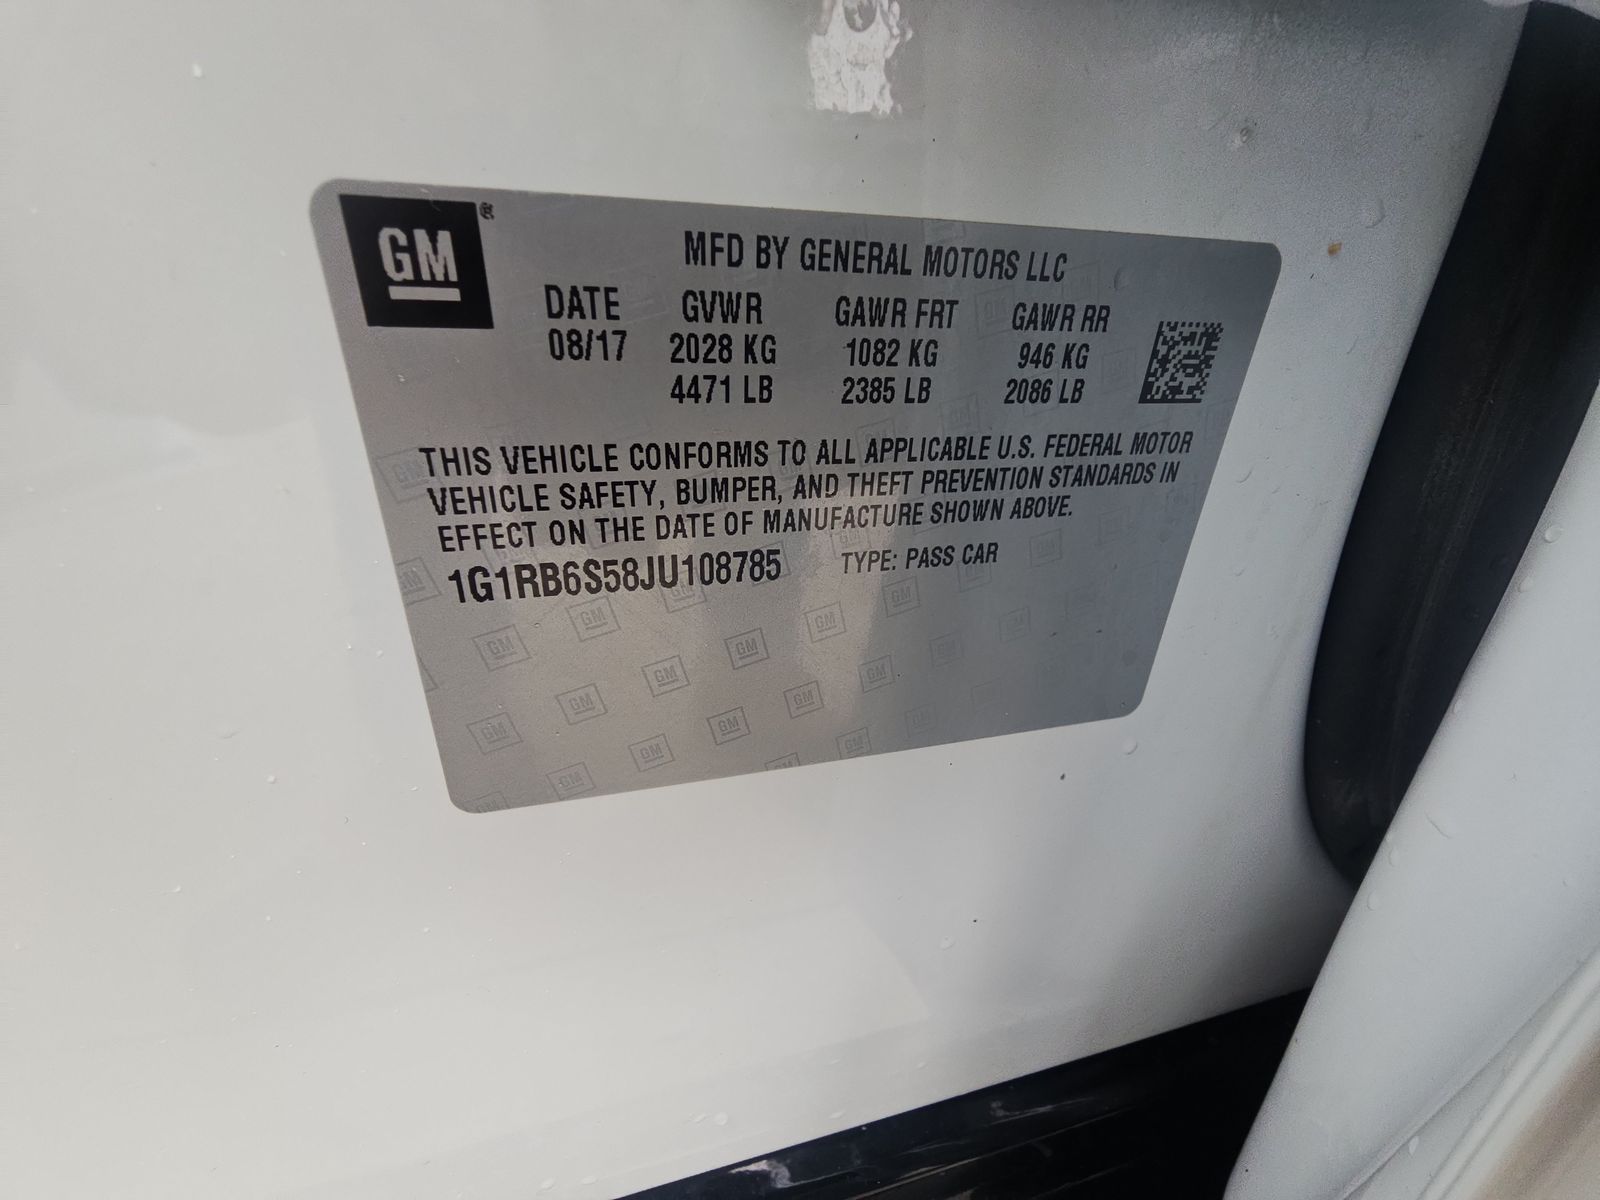 GM
MFD BY GENERAL MOTORS LLC
DATE GVWR GAWR FRT GAWR RR
08/17 2028 KG 1082 KG 946 KG
4471 LB 2385 LB 2086 LB
THIS VEHICLE CONFORMS TO ALL APPLICABLE U.S. FEDERAL MOTOR
VEHICLE SAFETY, BUMPER, AND THEFT PREVENTION STANDARDS IN
EFFECT ON THE DATE OF MANUFACTURE SHOWN ABOVE.
1G1RB6S58JU108785 TYPE: PASS CAR